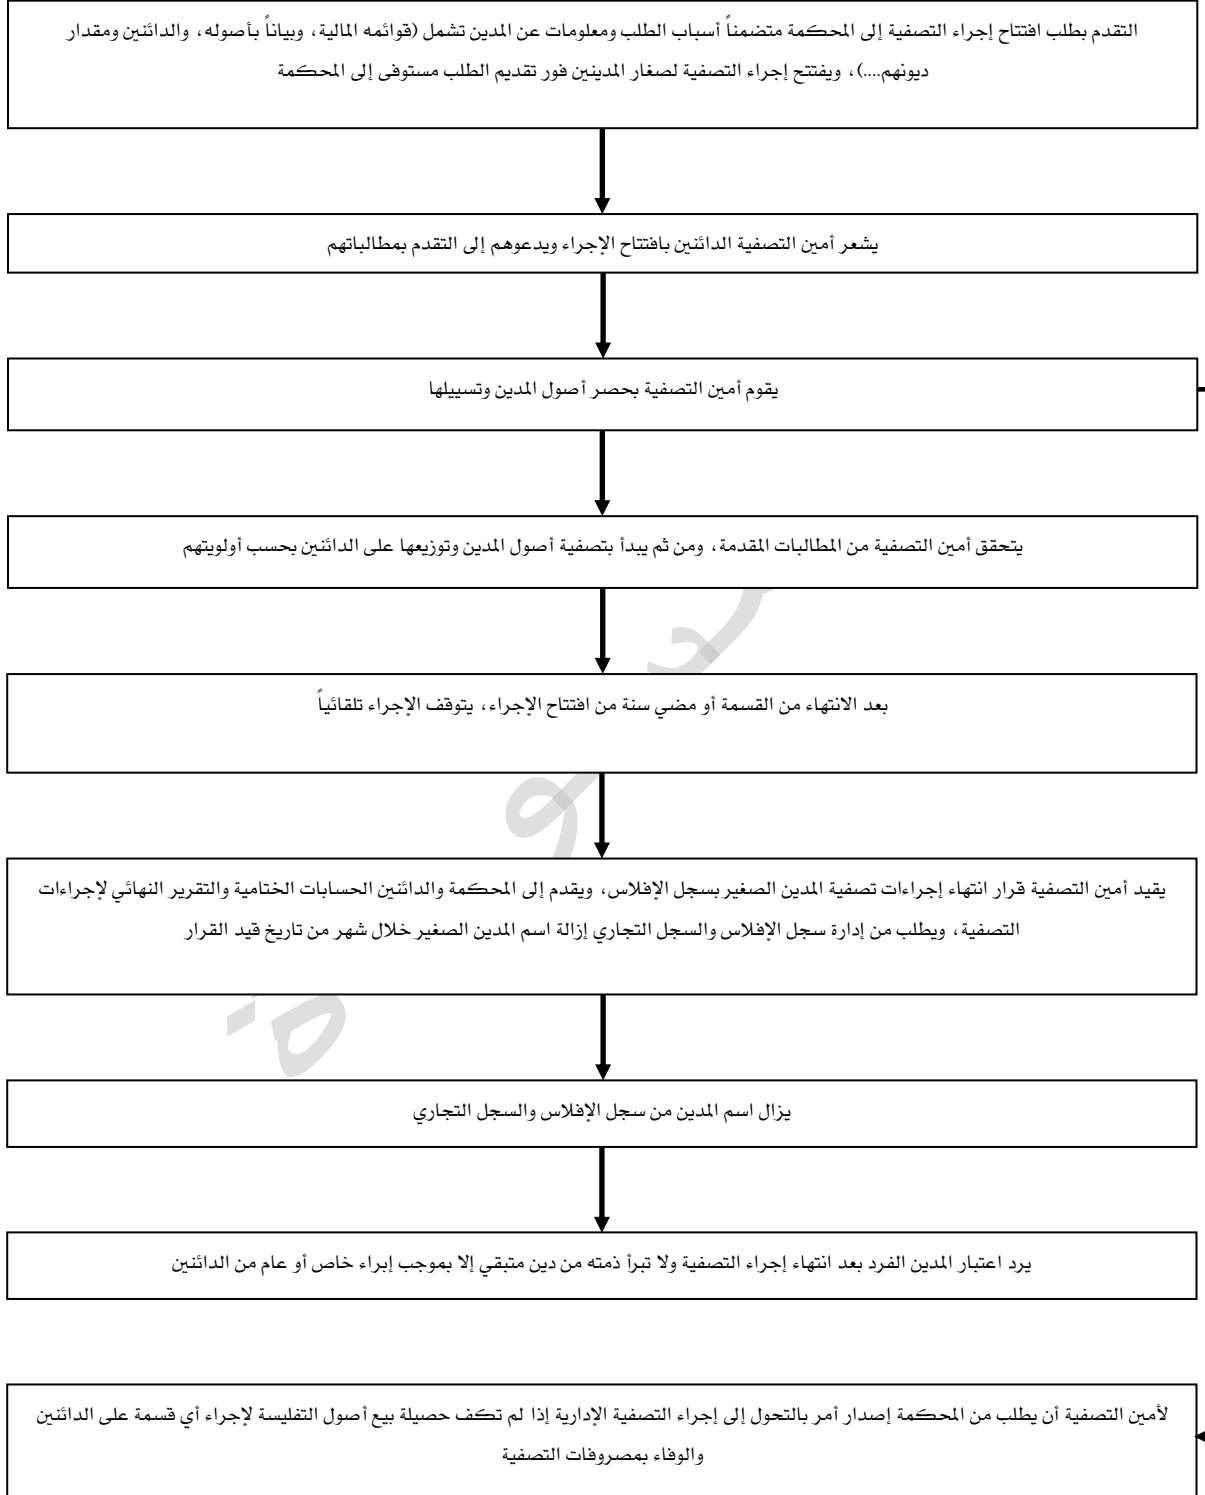 التقدم بطلب افتتاح إجراء التصفية إلى المحكمة متضمناً أسباب الطلب ومعلومات عن المدين تشمل (قوائمه المالية، وبياناً بأصوله، والدائنين ومقدار
ديونهم....)، ويفتتح إجراء التصفية لصغار المدينين فور تقديم الطلب مستوفى إلى المحكمة
يشعر أمين التصفية الدائنين بافتتاح الإجراء ويدعوهم إلى التقدم بمطالباتهم
يقوم أمين التصفية بحصر أصول المدين وتسييلها
يتحقق أمين التصفية من المطالبات المقدمة، ومن ثم يبدأ بتصفية أصول المدين وتوزيعها على الدائنين بحسب أولويتهم
بعد الانتهاء من القسمة أو مضي سنة من افتتاح الإجراء، يتوقف الإجراء تلقائياً
يقيد أمين التصفية قرار انتهاء إجراءات تصفية المدين الصغير بسجل الإفلاس، ويقدم إلى المحكمة والدائنين الحسابات الختامية والتقرير النهائي لإجراءات
التصفية، ويطلب من إدارة سجل الإفلاس والسجل التجاري إزالة اسم المدين الصغير خلال شهر من تاريخ قيد القرار
يزال اسم المدين من سجل الإفلاس والسجل التجاري
يرد اعتبار المدين الفرد بعد انتهاء إجراء التصفية ولا تبرأ ذمته من دين متبقي إلا بموجب إبراء خاص أو عام من الدائنين
لأمين التصفية أن يطلب من المحكمة إصدار أمر بالتحول إلى إجراء التصفية الإدارية إذا لم تكف حصيلة بيع أصول التفليسة لإجراء أي قسمة على الدائنين
والوفاء بمصروفات التصفية